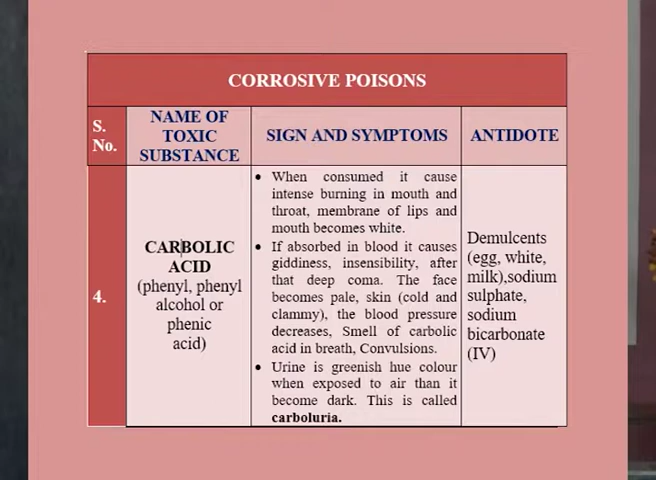 CORROSIVE POISONS
S.
No.
NAME OF
TOXIC
SUBSTANCE
SIGN AND SYMPTOMS
ANTIDOTE
4.
CARBOLIC
ACID
(phenyl, phenyl
alcohol or
phenic
acid)
• When consumed it cause
intense burning in mouth and
throat, membrane of lips and
mouth becomes white.
• If absorbed in blood it causes
giddiness, insensibility, after
that deep coma. The face
becomes pale, skin (cold and
clammy), the blood pressure
decreases, Smell of carbolic
acid in breath, Convulsions.
• Urine is greenish hue colour
when exposed to air than it
become dark. This is called
carboluria.
Demulcents
(egg, white,
milk),sodium
sulphate,
sodium
bicarbonate
(IV)